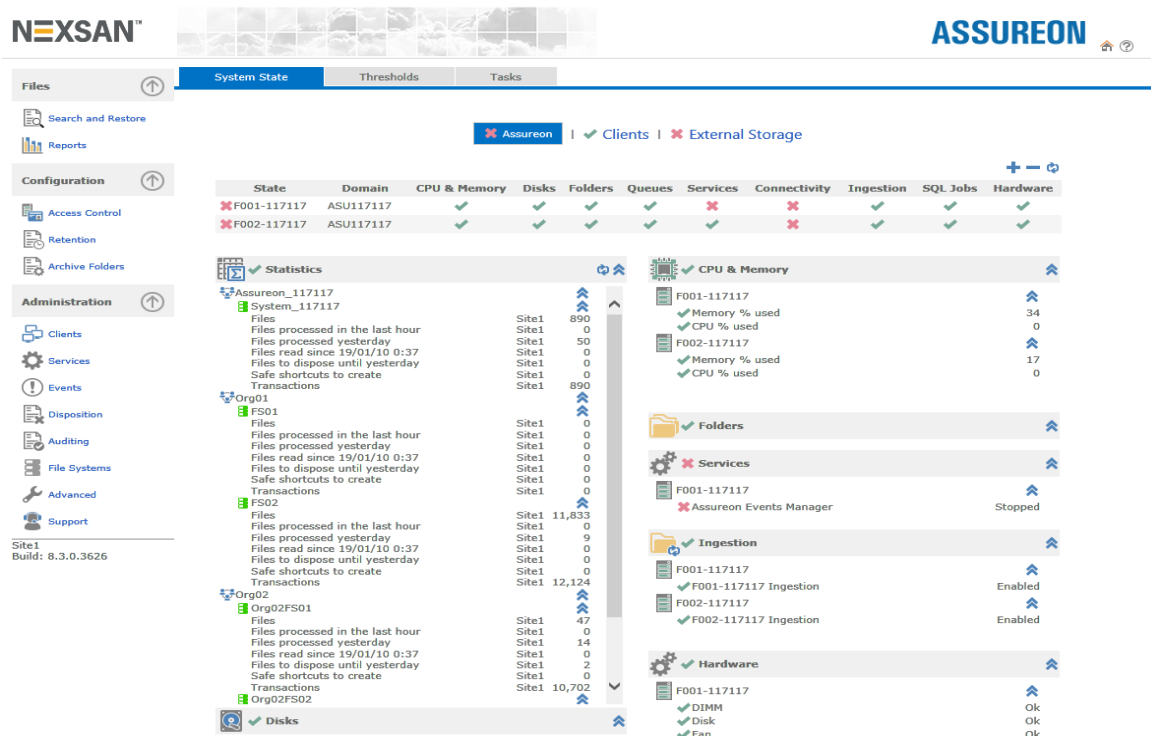 NEXSAN™
ASSUREON
System State Thresholds Tasks
Files
Search and Restore
Reports
Configuration
Access Control
Retention
Archive Folders
Administration
Clients
Services
Events
Disposition
Auditing
File Systems
Advanced
Support
Site1
Build: 8.3.0.3626
Assureon | Clients | External Storage
State Domain CPU & Memory Disks Folders Queues Services Connectivity Ingestion SQL Jobs Hardware
F001-117117 ASU117117
F002-117117 ASU117117
Statistics
Assureon_117117
System_117117
Files Site1 890
Files processed in the last hour Site1 0
Files processed yesterday Site1 50
Files read since 19/01/10 0:37 Site1 0
Files to dispose until yesterday Site1 0
Safe shortcuts to create Site1 0
Transactions Site1 890
Org01
FS01
Files Site1 0
Files processed in the last hour Site1 0
Files processed yesterday Site1 0
Files read since 19/01/10 0:37 Site1 0
Files to dispose until yesterday Site1 0
Safe shortcuts to create Site1 0
Transactions Site1 0
FS02
Files Site1 11,833
Files processed in the last hour Site1 0
Files processed yesterday Site1 9
Files read since 19/01/10 0:37 Site1 0
Files to dispose until yesterday Site1 0
Safe shortcuts to create Site1 0
Transactions Site1 12,124
Org02
Org02FS01
Files Site1 47
Files processed in the last hour Site1 0
Files processed yesterday Site1 14
Files read since 19/01/10 0:37 Site1 0
Files to dispose until yesterday Site1 2
Safe shortcuts to create Site1 0
Transactions Site1 10,702
Org02FS02
Disks
CPU & Memory
F001-117117
Memory % used 34
CPU % used 0
F002-117117
Memory % used 17
CPU % used 0
Folders
Services
F001-117117
Assureon Events Manager Stopped
Ingestion
F001-117117
F001-117117 Ingestion Enabled
F002-117117
F002-117117 Ingestion Enabled
Hardware
F001-117117
DIMM Ok
Disk Ok
Fan Ok